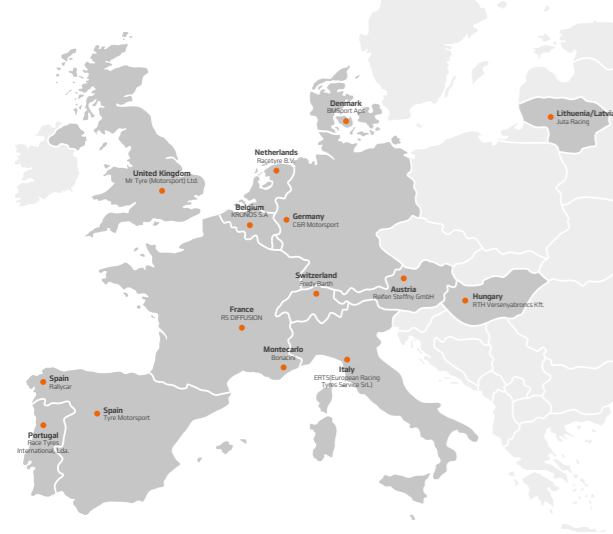 Denmark
BMSport Aps
Lithuenia/Latvia
Juta Racing
Netherlands
Racetyre B.V.
United Kingdom
Mr Tyre (Motorsport) Ltd.
Belgium
KRONOS S.A
Germany
C&R Motorsport
Switzerland
Fredy Barth
Austria
Reifen Steffny GmbH
Hungary
RTH Versenyabroncs Kft.
France
RS DIFFUSION
Montecarlo
Bonacini
Italy
ERTS(European Racing
Tyres Service SrL)
Spain
Rallycar
Spain
Tyre Motorsport
Portugal
Race Tyres
International, Lda.